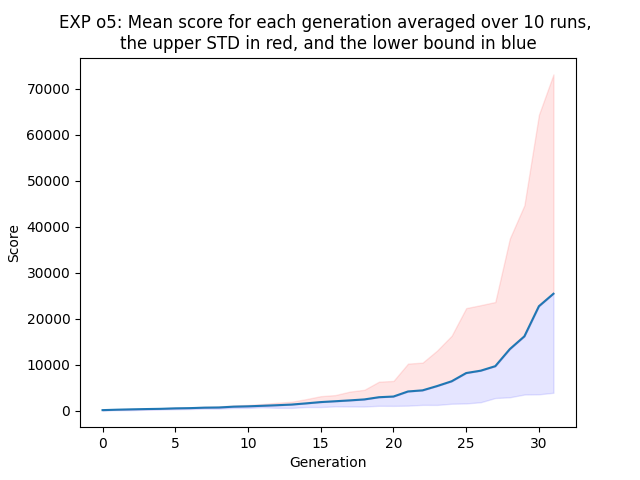 EXP o5: Mean score for each generation averaged over 10 runs,
the upper STD in red, and the lower bound in blue
70000
60000
50000
40000
30000
20000
10000
0
Score
0 5 10 15 20 25 30
Generation